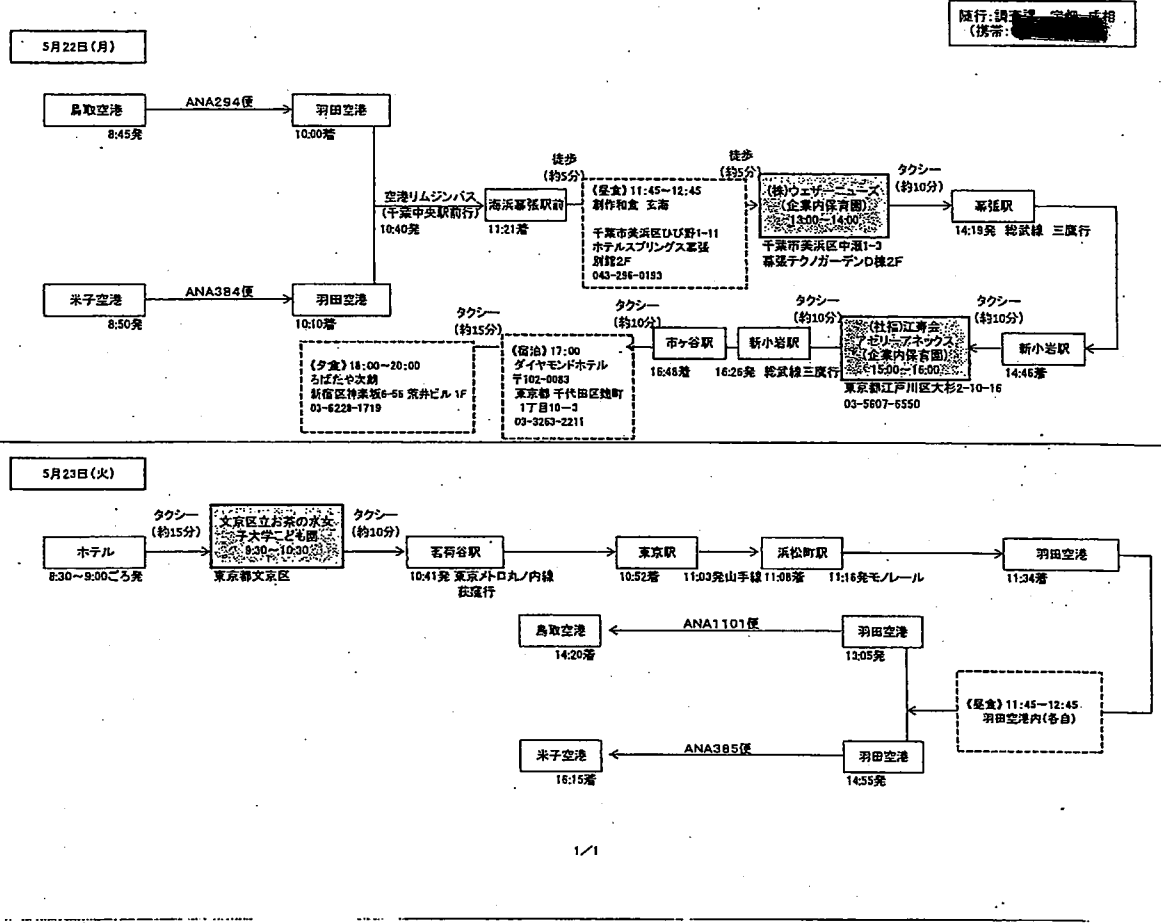 随行:調査課
(携帯:
5月22日(月)
鳥取空港
ANA294便
羽田空港
8:45発
10:00着
空港リムジンバス
(千葉中央駅前行)
10:40発
海浜幕張駅前
11:21着
徒歩
(約5分)
《昼食》11:45~12:45
創作和食 玄海
千葉市美浜区ひび野1-11
ホテルスプリングス幕張
別館2F
043-296-0193
徒歩
(約5分)
(株)ウェザーニューズ
(企業内保育園)
13:00~14:00
千葉市美浜区中瀬1-3
幕張テクノガーデンD棟2F
タクシー
(約10分)
幕張駅
14:19発 総武線 三鷹行
米子空港
ANA384便
羽田空港
8:50発
10:10着
新小岩駅
14:46着
タクシー
(約10分)
(社福)江寿会
アゼリーアネックス
(企業内保育園)
15:00~16:00
東京都江戸川区大杉2-10-16
03-5607-5550
タクシー
(約10分)
新小岩駅
16:26発 総武線三鷹行
市ヶ谷駅
16:48着
タクシー
(約10分)
《宿泊》17:00
ダイヤモンドホテル
〒102-0083
東京都 千代田区麹町
1丁目10-3
03-3263-2211
タクシー
(約15分)
《夕食》18:00~20:00
ろばたや次朗
新宿区神楽坂6-56 荒井ビル 1F
03-6228-1719
5月23日(火)
ホテル
8:30~9:00ごろ発
タクシー
(約15分)
文京区立お茶の水女
子大学こども園
9:30~10:30
東京都文京区
タクシー
(約10分)
茗荷谷駅
10:41発 東京メトロ丸ノ内線
荻窪行
東京駅
10:52着
11:03発山手線
浜松町駅
11:08着
11:16発モノレール
羽田空港
11:34着
鳥取空港
ANA1101便
羽田空港
14:20着
13:05発
《昼食》11:45~12:45
羽田空港内(各自)
米子空港
ANA385便
羽田空港
16:15着
14:55発
1/1